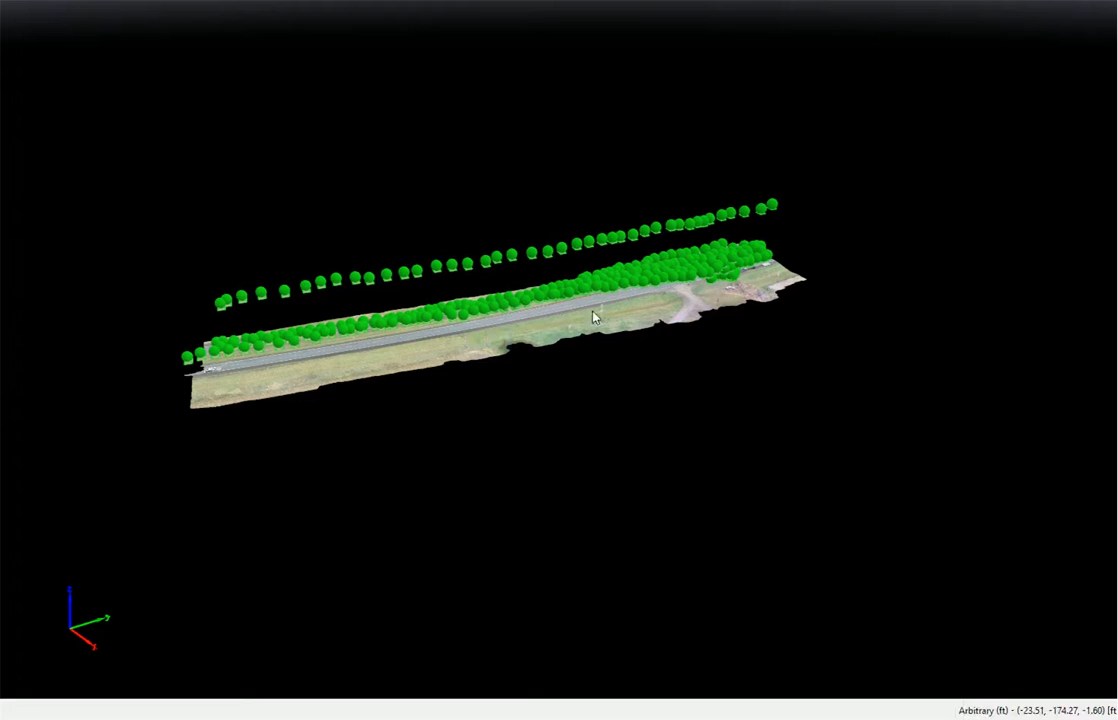 z
y
x
Arbitrary (ft) - (-23.51, -174.27, -1.60) [ft